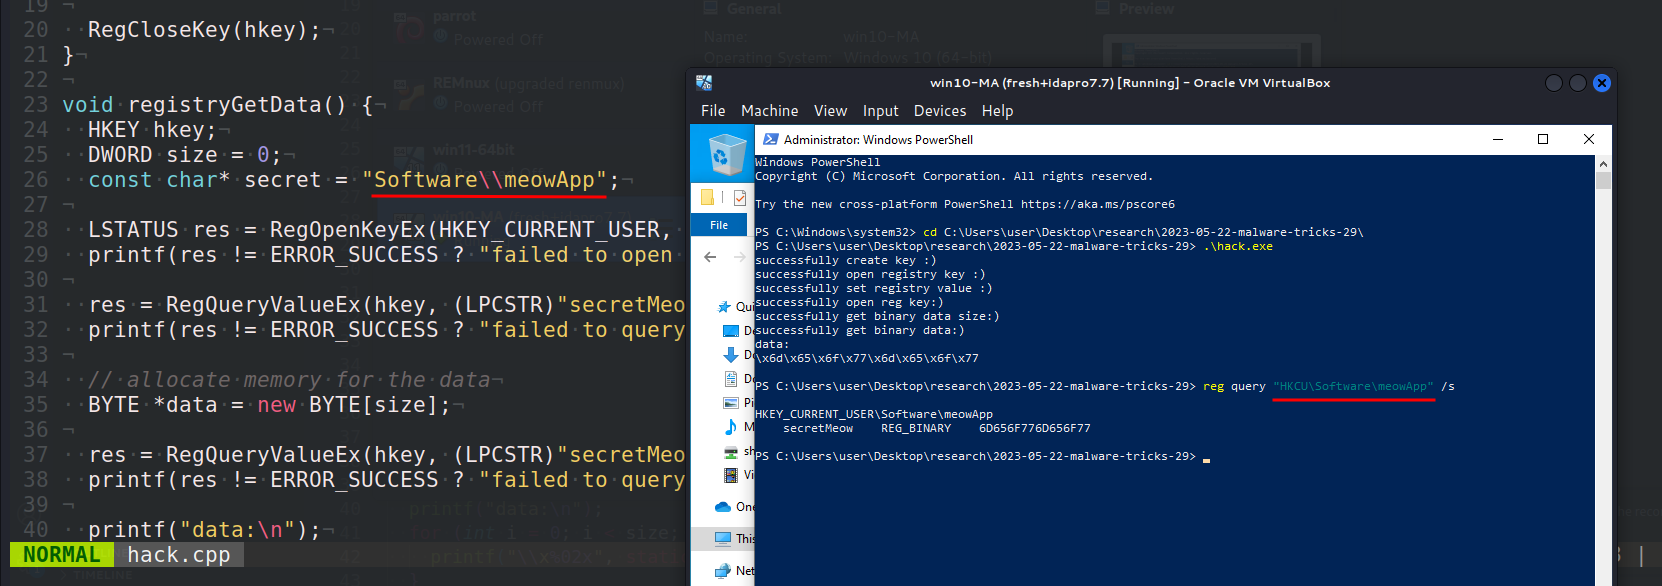 19 ¬
20 ··RegCloseKey(hkey);¬
21 }¬
22 ¬
23 void·registryGetData()·{¬
24 ··HKEY·hkey;¬
25 ··DWORD·size·=·0;¬
26 ··const·char*·secret·=·"Software\\meowApp";¬
27 ¬
28 ··LSTATUS·res·=·RegOpenKeyEx(HKEY_CURRENT_USER,·
29 ··printf(res·!=·ERROR_SUCCESS·?·"failed·to·open·
30 ¬
31 ··res·=·RegQueryValueEx(hkey,·(LPCSTR)"secretMeo
32 ··printf(res·!=·ERROR_SUCCESS·?·"failed·to·query
33 ¬
34 ··//·allocate·memory·for·the·data¬
35 ··BYTE·*data·=·new·BYTE[size];¬
36 ¬
37 ··res·=·RegQueryValueEx(hkey,·(LPCSTR)"secretMeo
38 ··printf(res·!=·ERROR_SUCCESS·?·"failed·to·query
39 ¬
40 ··printf("data:\n");¬
NORMAL hack.cpp
parrot
Powered Off
REMnux (upgraded renmux)
Powered Off
win11-64bit
General
Name: win10-MA
Operating System: Windows 10 (64-bit)
Preview
printf("data:\n");
for (int i = 0; i < size;
TIMELINE
win10-MA (fresh+idapro7.7) [Running] - Oracle VM VirtualBox
File Machine View Input Devices Help
File
Administrator: Windows PowerShell
Windows PowerShell
Copyright (C) Microsoft Corporation. All rights reserved.
Try the new cross-platform PowerShell https://aka.ms/pscore6
PS C:\Windows\system32> cd C:\Users\user\Desktop\research\2023-05-22-malware-tricks-29\
PS C:\Users\user\Desktop\research\2023-05-22-malware-tricks-29> .\hack.exe
successfully create key :)
successfully open registry key :)
successfully set registry value :)
successfully open reg key:)
successfully get binary data size:)
successfully get binary data:)
data:
\x6d\x65\x6f\x77\x6d\x65\x6f\x77
PS C:\Users\user\Desktop\research\2023-05-22-malware-tricks-29> reg query "HKCU\Software\meowApp" /s
HKEY_CURRENT_USER\Software\meowApp
secretMeow REG_BINARY 6D656F776D656F77
PS C:\Users\user\Desktop\research\2023-05-22-malware-tricks-29>